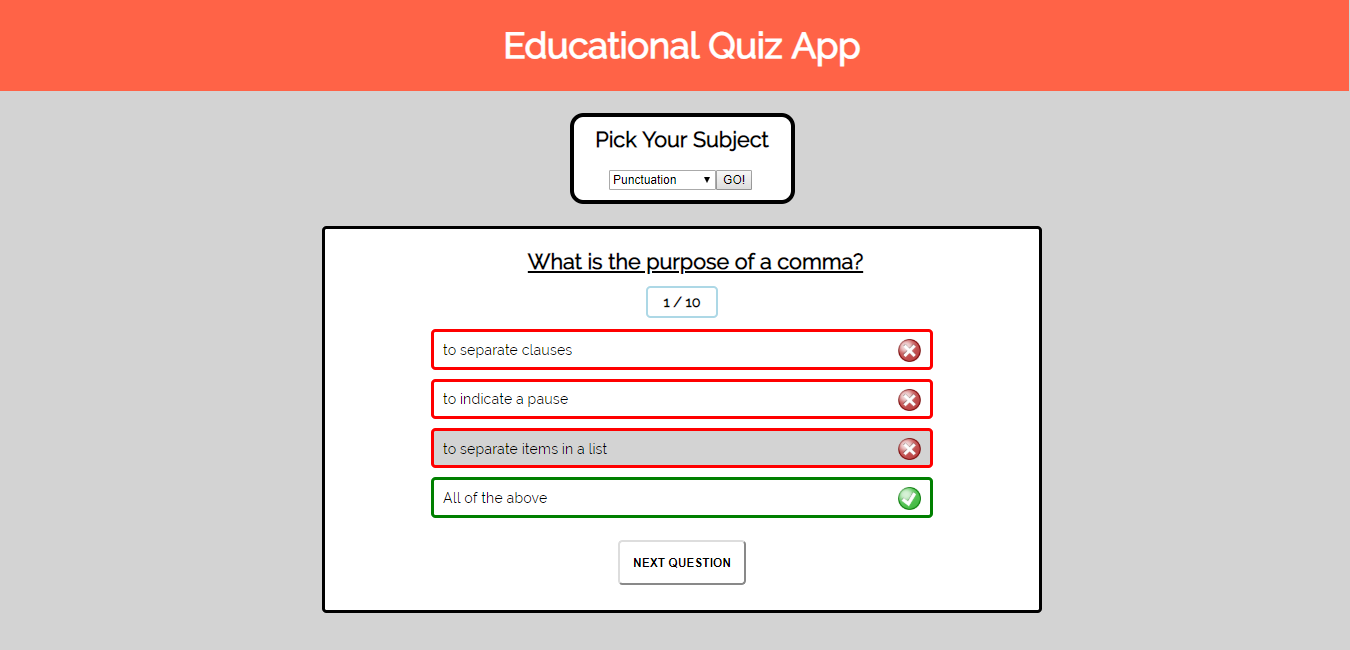 Educational Quiz App
Pick Your Subject
Punctuation GO!
What is the purpose of a comma?
1 / 10
to separate clauses
to indicate a pause
to separate items in a list
All of the above
NEXT QUESTION